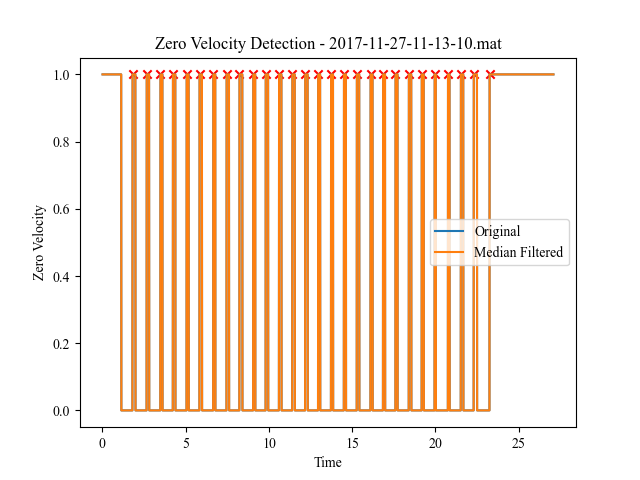 Zero Velocity Detection - 2017-11-27-11-13-10.mat
1.0
0.8
0.6
0.4
0.2
0.0
Zero Velocity
Original
Median Filtered
0 5 10 15 20 25
Time